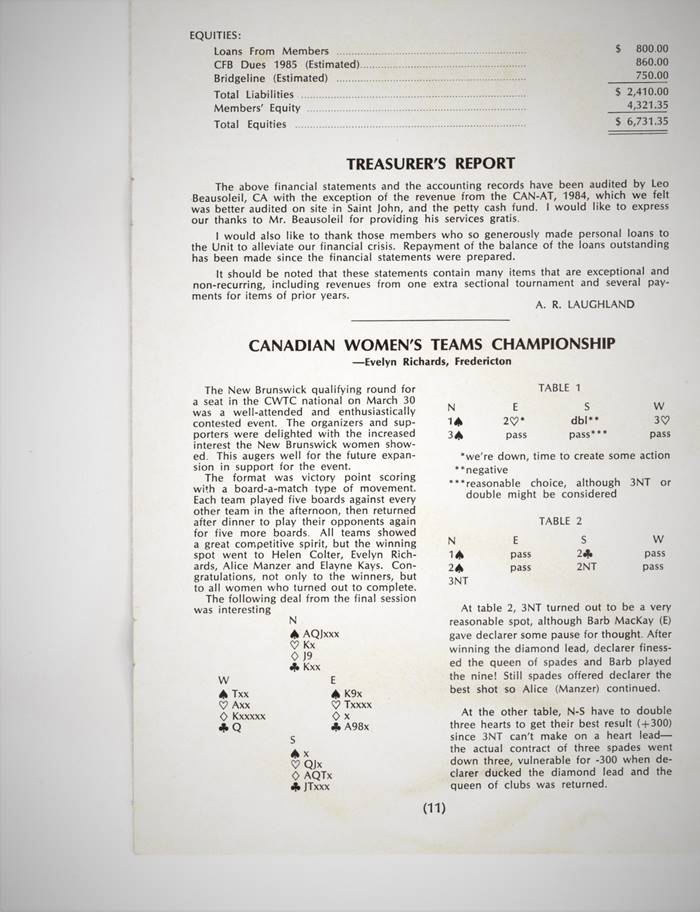 EQUITIES:
Loans From Members ........ $ 800.00
CFB Dues 1985 (Estimated)........ 860.00
Bridgeline (Estimated) ........ 750.00
Total Liabilities ........ $ 2,410.00
Members' Equity ........ 4,321.35
Total Equities ........ $ 6,731.35
TREASURER'S REPORT
The above financial statements and the accounting records have been audited by Leo
Beausoleil, CA with the exception of the revenue from the CAN-AT, 1984, which we felt
was better audited on site in Saint John, and the petty cash fund. I would like to express
our thanks to Mr. Beausoleil for providing his services gratis.
I would also like to thank those members who so generously made personal loans to
the Unit to alleviate our financial crisis. Repayment of the balance of the loans outstanding
has been made since the financial statements were prepared.
It should be noted that these statements contain many items that are exceptional and
non-recurring, including revenues from one extra sectional tournament and several pay-
ments for items of prior years.
A. R. LAUGHLAND
CANADIAN WOMEN'S TEAMS CHAMPIONSHIP
—Evelyn Richards, Fredericton
The New Brunswick qualifying round for
a seat in the CWTC national on March 30
was a well-attended and enthusiastically
contested event. The organizers and sup-
porters were delighted with the increased
interest the New Brunswick women show-
ed. This augers well for the future expan-
sion in support for the event.
The format was victory point scoring
with a board-a-match type of movement.
Each team played five boards against every
other team in the afternoon, then returned
after dinner to play their opponents again
for five more boards. All teams showed
a great competitive spirit, but the winning
spot went to Helen Colter, Evelyn Rich-
ards, Alice Manzer and Elayne Kays. Con-
gratulations, not only to the winners, but
to all women who turned out to complete.
The following deal from the final session
was interesting
N
♠ AQJxxx
♡ Kx
♢ J9
♣ Kxx
W E
♠ Txx ♠ K9x
♡ Axx ♡ Txxxx
♢ Kxxxxx ♢ x
♣ Q ♣ A98x
S
♠ x
♡ QJx
♢ AQTx
♣ JTxxx
TABLE 1
N E S W
1♠ 2♡* dbl** 3♡
3♠ pass pass*** pass
*we're down, time to create some action
**negative
***reasonable choice, although 3NT or
double might be considered
TABLE 2
N E S W
1♠ pass 2♣ pass
2♠ pass 2NT pass
3NT
At table 2, 3NT turned out to be a very
reasonable spot, although Barb MacKay (E)
gave declarer some pause for thought. After
winning the diamond lead, declarer finess-
ed the queen of spades and Barb played
the nine! Still spades offered declarer the
best shot so Alice (Manzer) continued.
At the other table, N-S have to double
three hearts to get their best result (+300)
since 3NT can't make on a heart lead—
the actual contract of three spades went
down three, vulnerable for -300 when de-
clarer ducked the diamond lead and the
queen of clubs was returned.
(11)